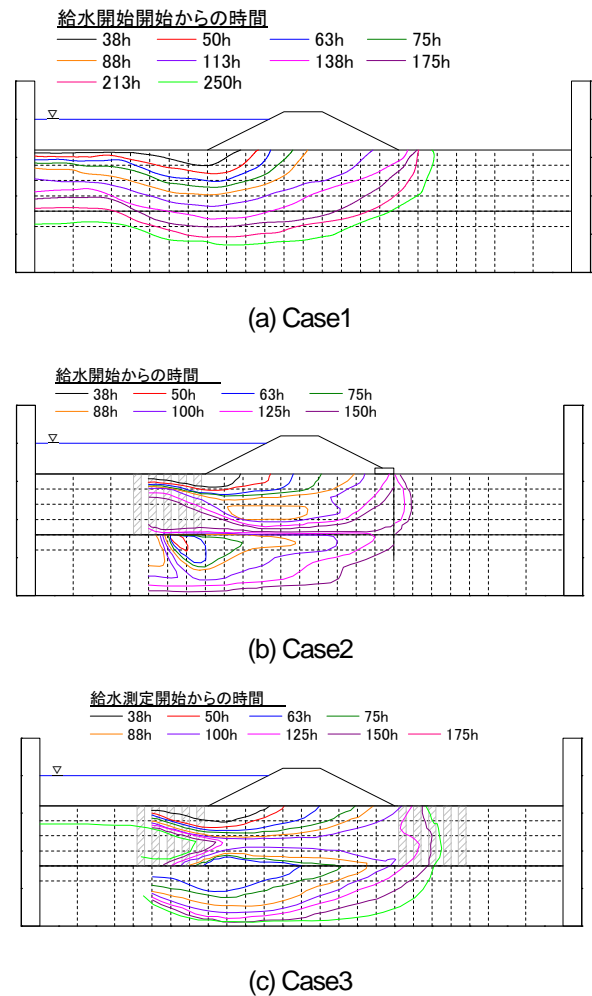 給水開始開始からの時間
38h 50h 63h 75h
88h 113h 138h 175h
213h 250h
(a) Case1
給水開始からの時間
38h 50h 63h 75h
88h 100h 125h 150h
(b) Case2
給水測定開始からの時間
38h 50h 63h 75h
88h 100h 125h 150h 175h
(c) Case3